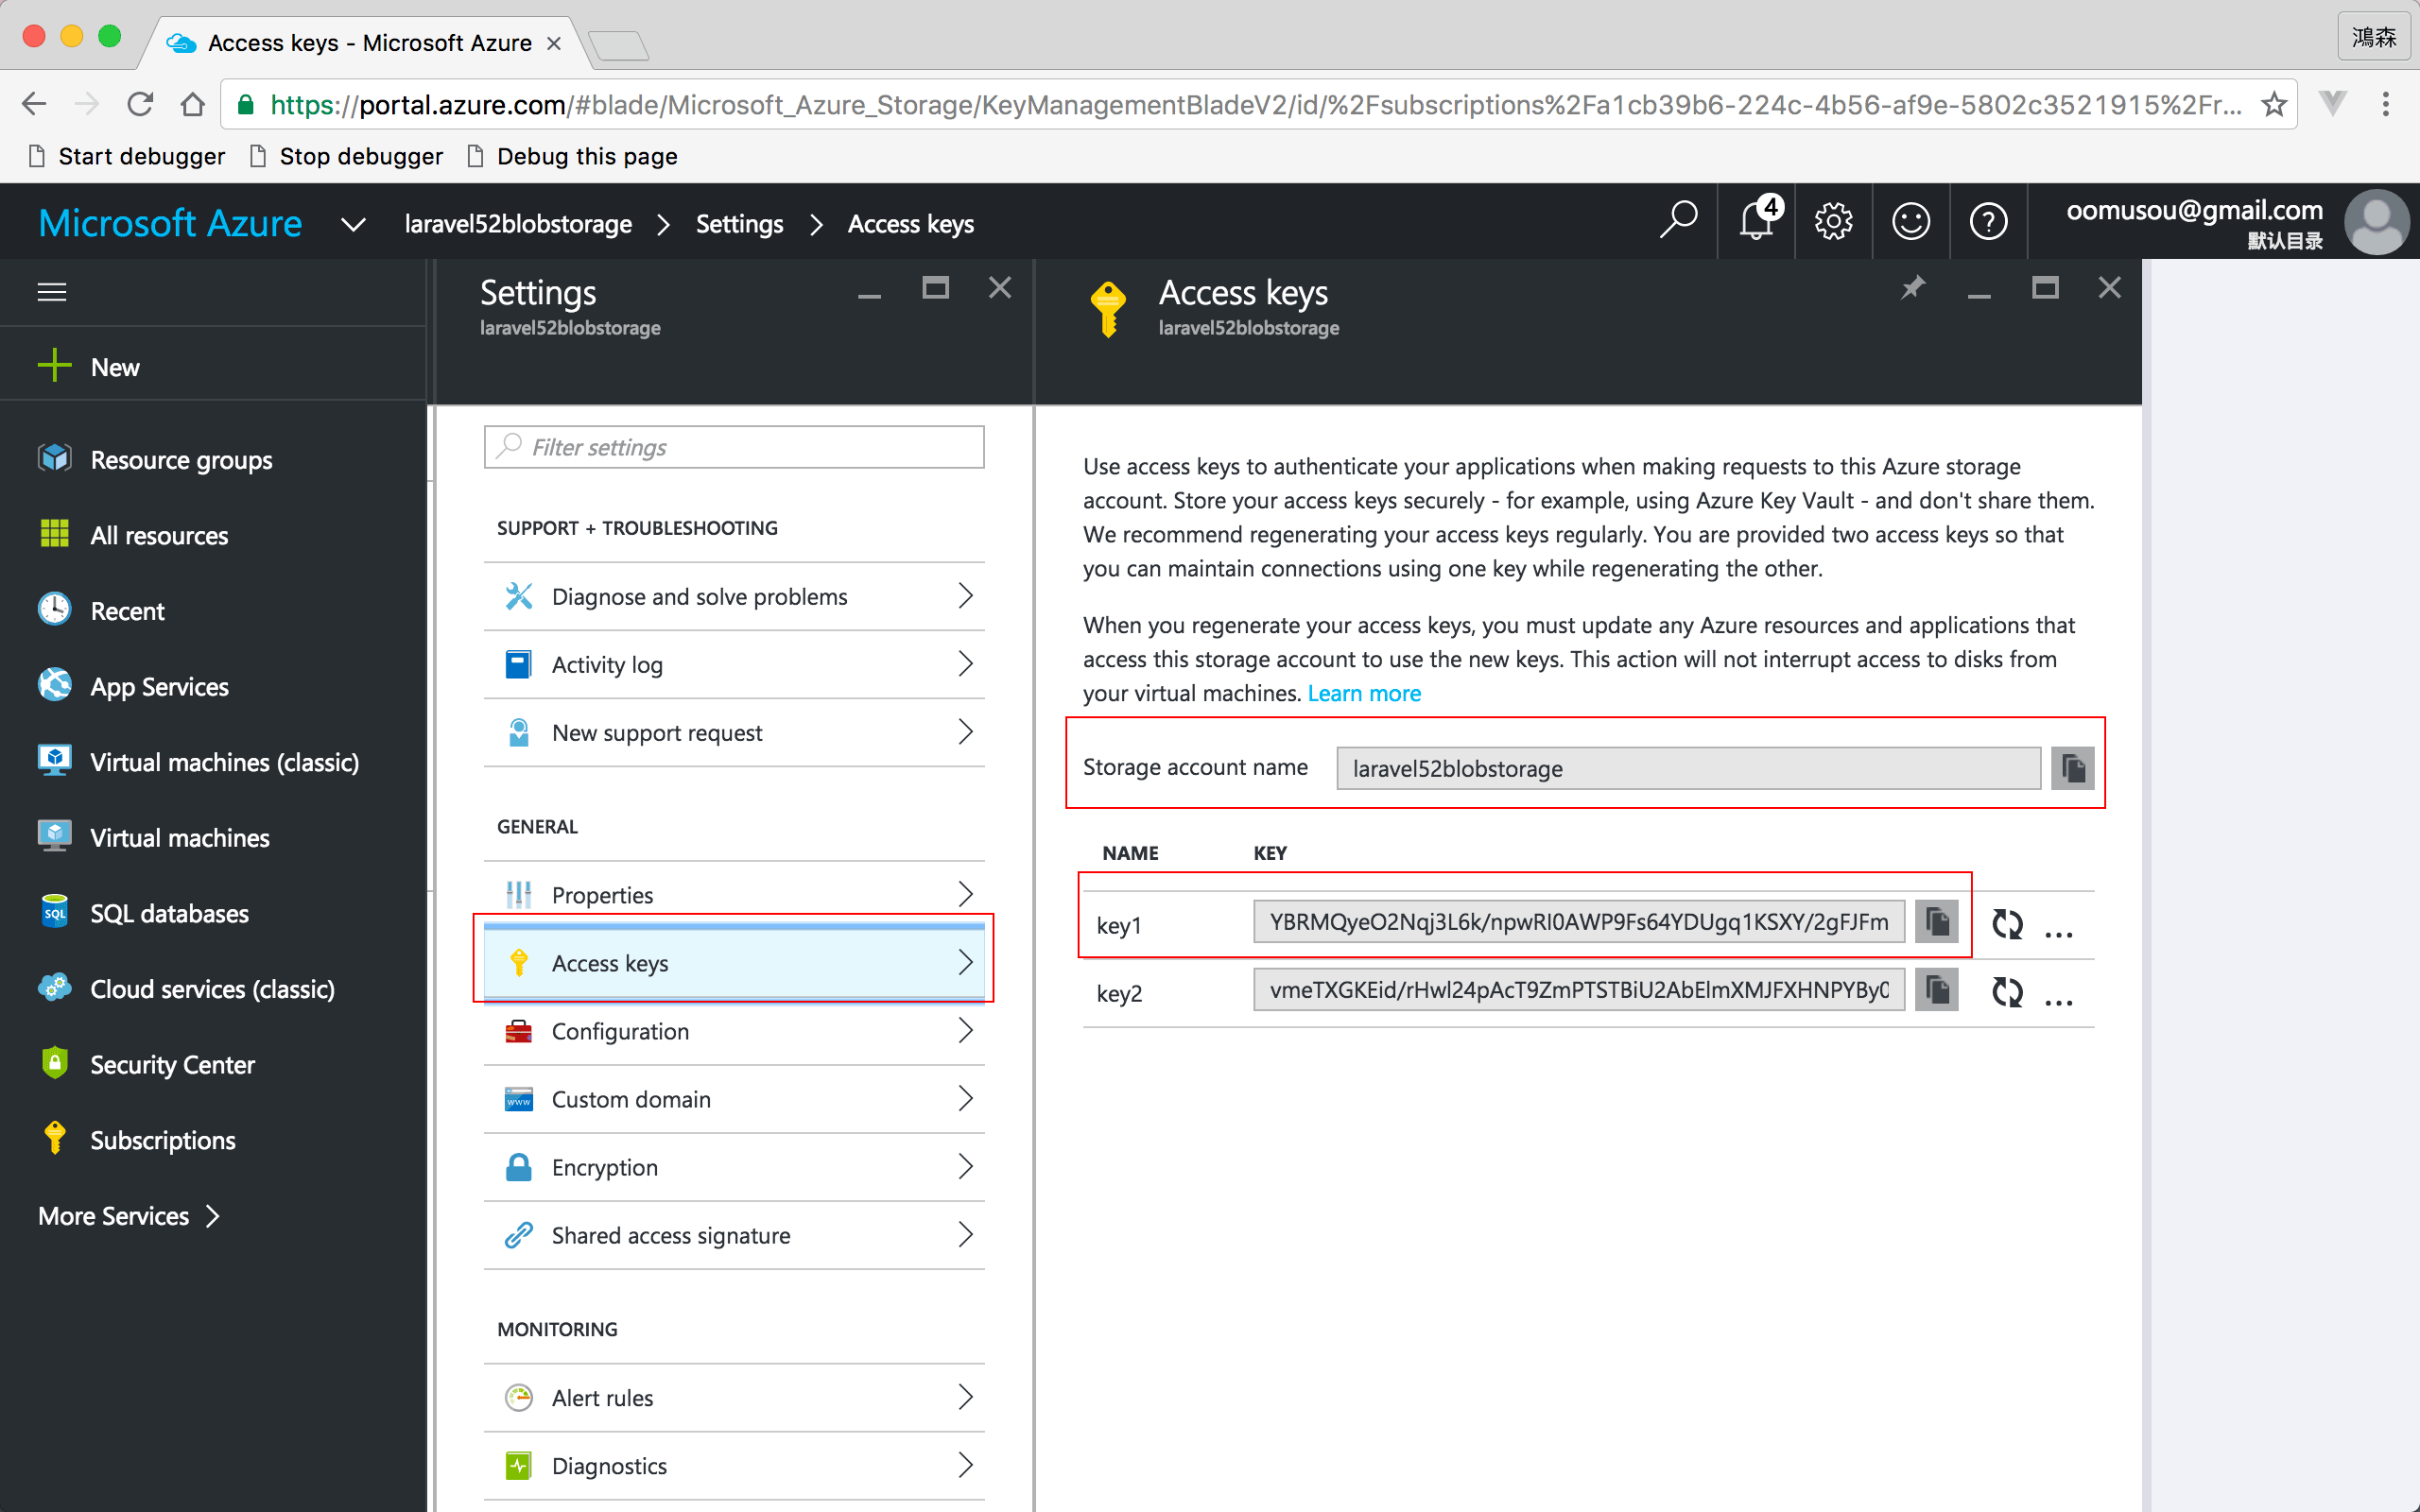 Access keys - Microsoft Azure
鴻森
https://portal.azure.com/#blade/Microsoft_Azure_Storage/KeyManagementBladeV2/id/%2Fsubscriptions%2Fa1cb39b6-224c-4b56-af9e-5802c3521915%2Fr...
Start debugger
Stop debugger
Debug this page
Microsoft Azure
laravel52blobstorage
Settings
Access keys
4
oomusou@gmail.com
默认目录
New
Resource groups
All resources
Recent
App Services
Virtual machines (classic)
Virtual machines
SQL databases
Cloud services (classic)
Security Center
Subscriptions
More Services
Settings
laravel52blobstorage
Filter settings
SUPPORT + TROUBLESHOOTING
Diagnose and solve problems
Activity log
New support request
GENERAL
Properties
Access keys
Configuration
Custom domain
Encryption
Shared access signature
MONITORING
Alert rules
Diagnostics
Access keys
laravel52blobstorage
Use access keys to authenticate your applications when making requests to this Azure storage
account. Store your access keys securely - for example, using Azure Key Vault - and don't share them.
We recommend regenerating your access keys regularly. You are provided two access keys so that
you can maintain connections using one key while regenerating the other.
When you regenerate your access keys, you must update any Azure resources and applications that
access this storage account to use the new keys. This action will not interrupt access to disks from
your virtual machines. Learn more
Storage account name
laravel52blobstorage
NAME KEY
key1 YBRMQyeO2Nqj3L6k/npwRI0AWP9Fs64YDUgq1KSXY/2gFJFm ...
key2 vmeTXGKEid/rHwl24pAcT9ZmPTSTBiU2AbElmXMJFXHNPYBy0 ...